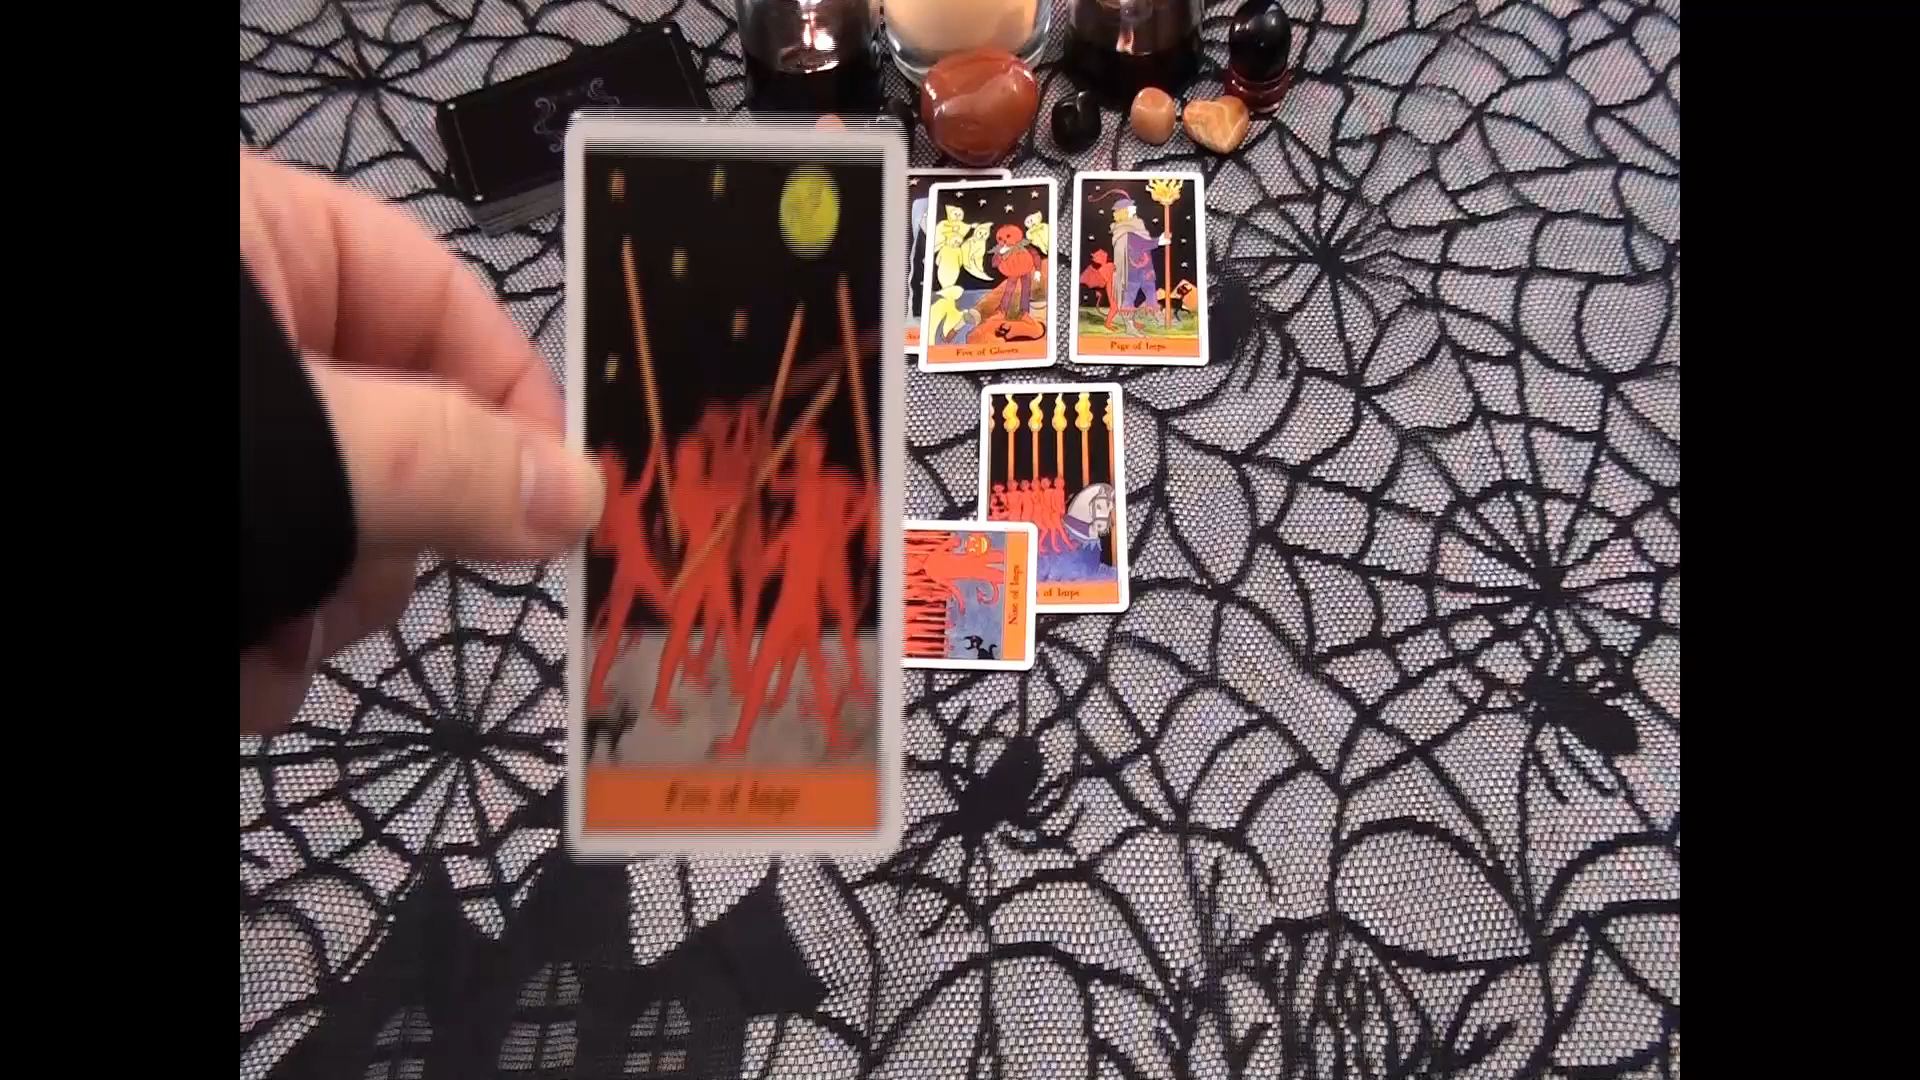 Five of Ghosts
Page of Imps
of Imps
Nine of Imps
Five of Imps